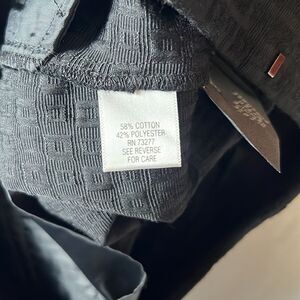 58% COTTON
42% POLYESTER
RN 73277
SEE REVERSE
FOR CARE